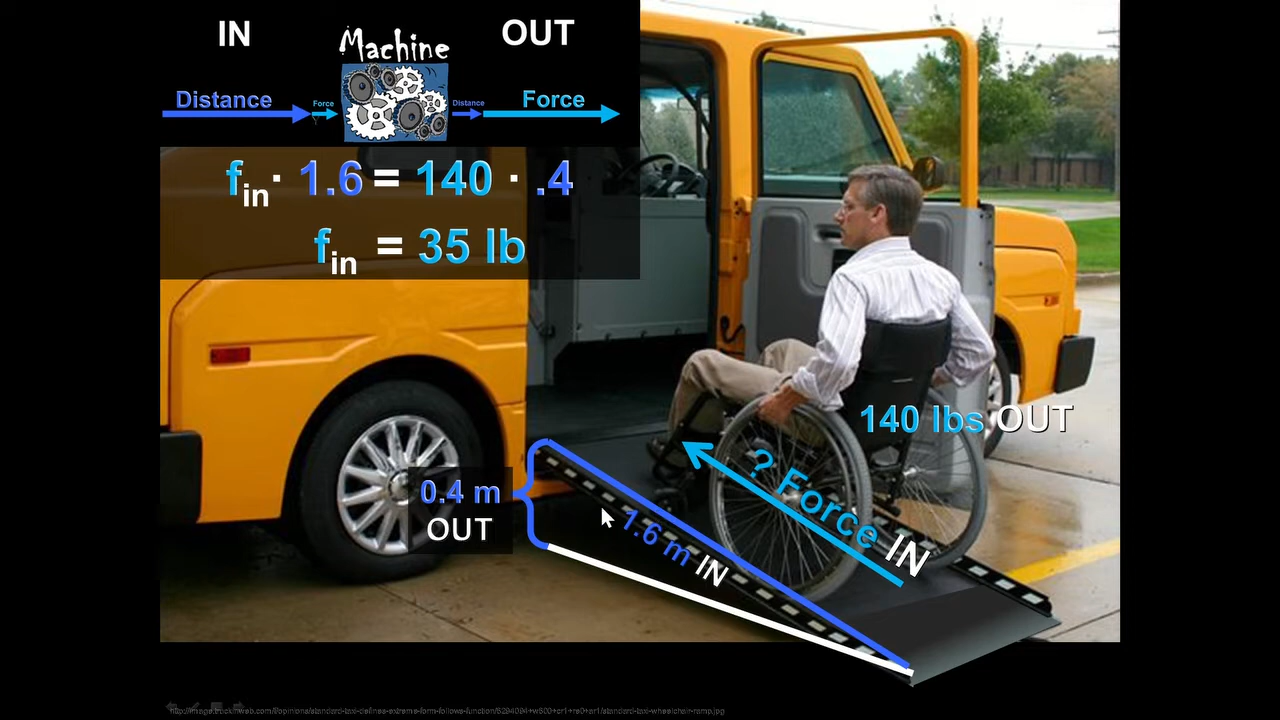 IN
Machine
OUT
Distance
Force
Distance
Force
fin · 1.6 = 140 · .4
fin = 35 lb
140 lbs OUT
? Force IN
0.4 m
OUT
1.6 m IN